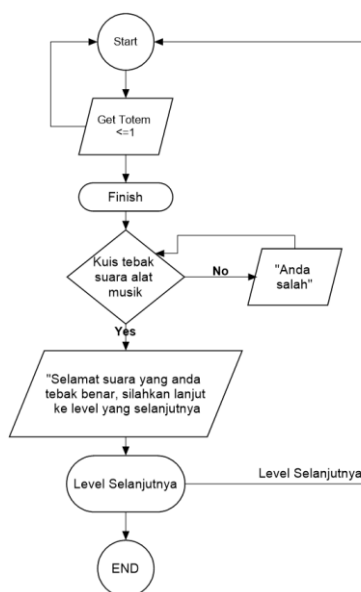 Start
Get Totem
<=1
Finish
Kuis tebak
suara alat
musik
No
"Anda
salah"
Yes
"Selamat suara yang anda
tebak benar, silahkan lanjut
ke level yang selanjutnya
Level Selanjutnya
Level Selanjutnya
END